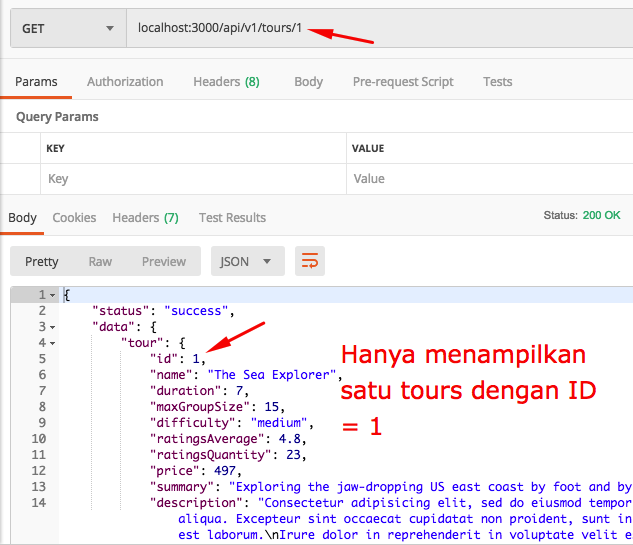 GET localhost:3000/api/v1/tours/1
Params Authorization Headers (8) Body Pre-request Script Tests
Query Params
KEY VALUE
Key Value
Body Cookies Headers (7) Test Results Status: 200 OK
Pretty Raw Preview JSON
1 {
2 "status": "success",
3 "data": {
4 "tour": {
5 "id": 1,
6 "name": "The Sea Explorer",
7 "duration": 7,
8 "maxGroupSize": 15,
9 "difficulty": "medium",
10 "ratingsAverage": 4.8,
11 "ratingsQuantity": 23,
12 "price": 497,
13 "summary": "Exploring the jaw-dropping US east coast by foot and by
14 "description": "Consectetur adipisicing elit, sed do eiusmod tempor
aliqua. Excepteur sint occaecat cupidatat non proident, sunt in
est laborum.\nIrure dolor in reprehenderit in voluptate velit e
Hanya menampilkan
satu tours dengan ID
= 1